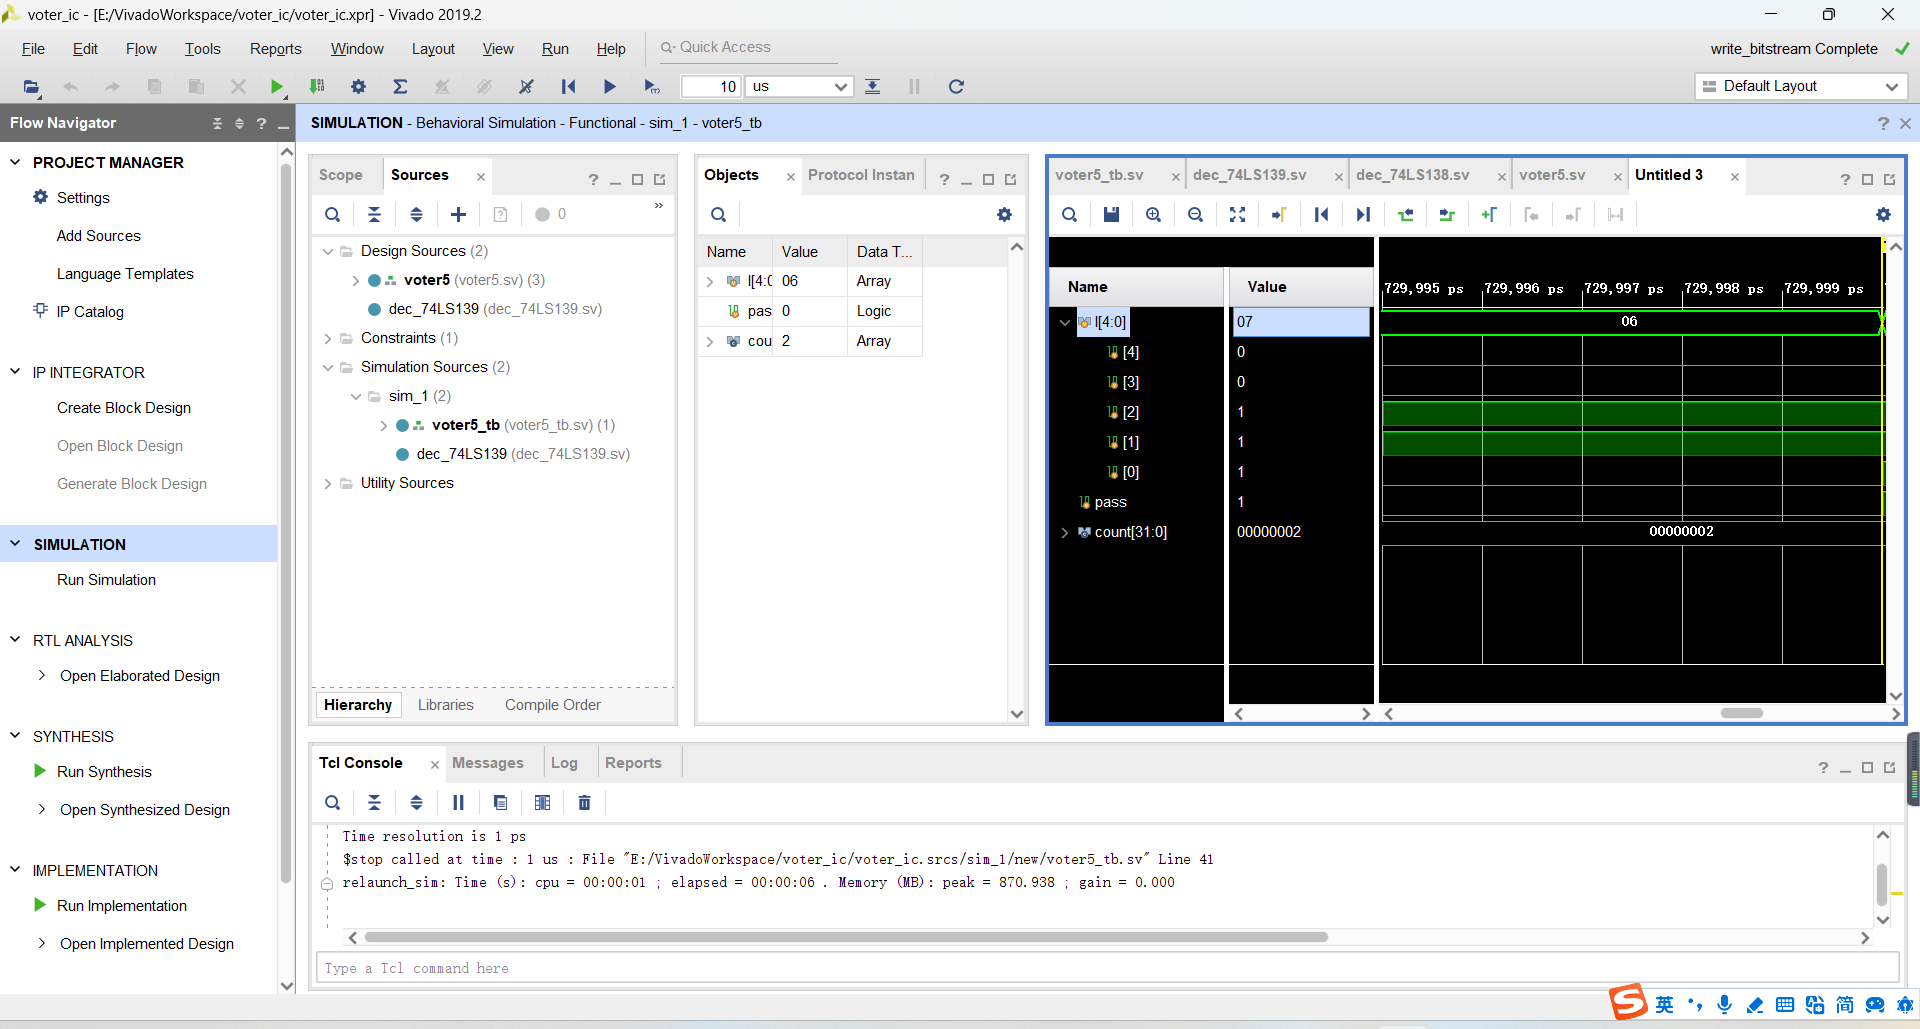 voter_ic - [E:/VivadoWorkspace/voter_ic/voter_ic.xpr] - Vivado 2019.2
File Edit Flow Tools Reports Window Layout View Run Help Quick Access
write_bitstream Complete
10 us
Default Layout
Flow Navigator
SIMULATION - Behavioral Simulation - Functional - sim_1 - voter5_tb
PROJECT MANAGER
Settings
Add Sources
Language Templates
IP Catalog
IP INTEGRATOR
Create Block Design
Open Block Design
Generate Block Design
SIMULATION
Run Simulation
RTL ANALYSIS
Open Elaborated Design
SYNTHESIS
Run Synthesis
Open Synthesized Design
IMPLEMENTATION
Run Implementation
Open Implemented Design
Scope Sources
0
Design Sources (2)
voter5 (voter5.sv) (3)
dec_74LS139 (dec_74LS139.sv)
Constraints (1)
Simulation Sources (2)
sim_1 (2)
voter5_tb (voter5_tb.sv) (1)
dec_74LS139 (dec_74LS139.sv)
Utility Sources
Hierarchy Libraries Compile Order
Objects Protocol Instan
Name Value Data T...
I[4:0 06 Array
pas 0 Logic
cou 2 Array
voter5_tb.sv dec_74LS139.sv dec_74LS138.sv voter5.sv Untitled 3
Name Value
729,995 ps 729,996 ps 729,997 ps 729,998 ps 729,999 ps
I[4:0] 07 06
[4] 0
[3] 0
[2] 1
[1] 1
[0] 1
pass 1
count[31:0] 00000002 00000002
Tcl Console Messages Log Reports
Time resolution is 1 ps
$stop called at time : 1 us : File "E:/VivadoWorkspace/voter_ic/voter_ic.srcs/sim_1/new/voter5_tb.sv" Line 41
relaunch_sim: Time (s): cpu = 00:00:01 ; elapsed = 00:00:06 . Memory (MB): peak = 870.938 ; gain = 0.000
Type a Tcl command here
S 英 简